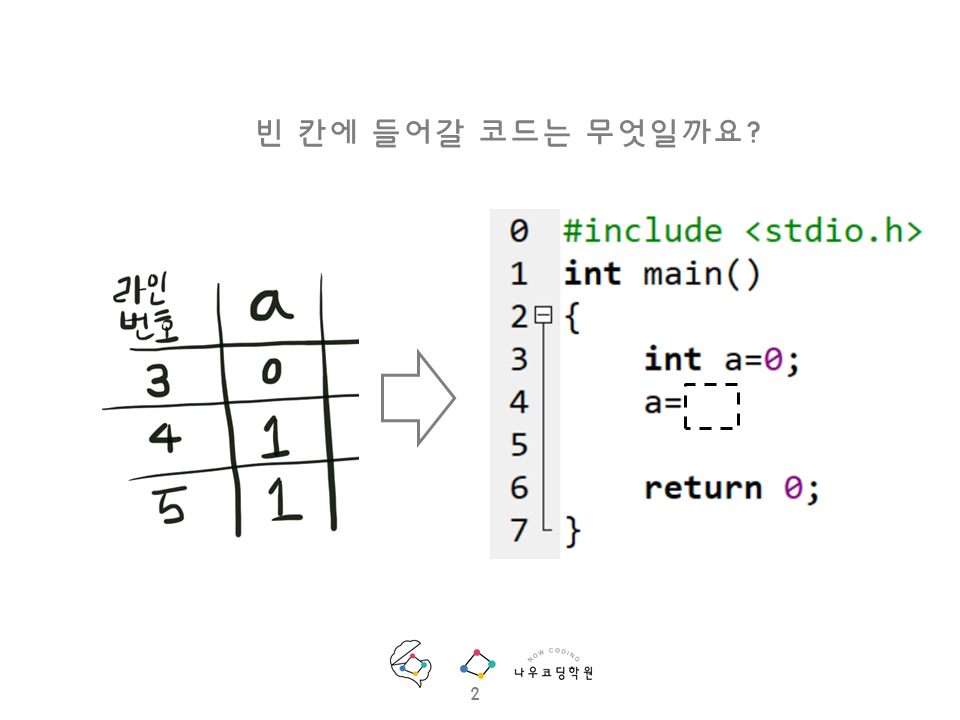 빈 칸에 들어갈 코드는 무엇일까요?
라인 번호 a
3 0
4 1
5 1
0 #include <stdio.h>
1 int main()
2 {
3 int a=0;
4 a=
5
6 return 0;
7 }
NOW CODING
나우코딩학원
2